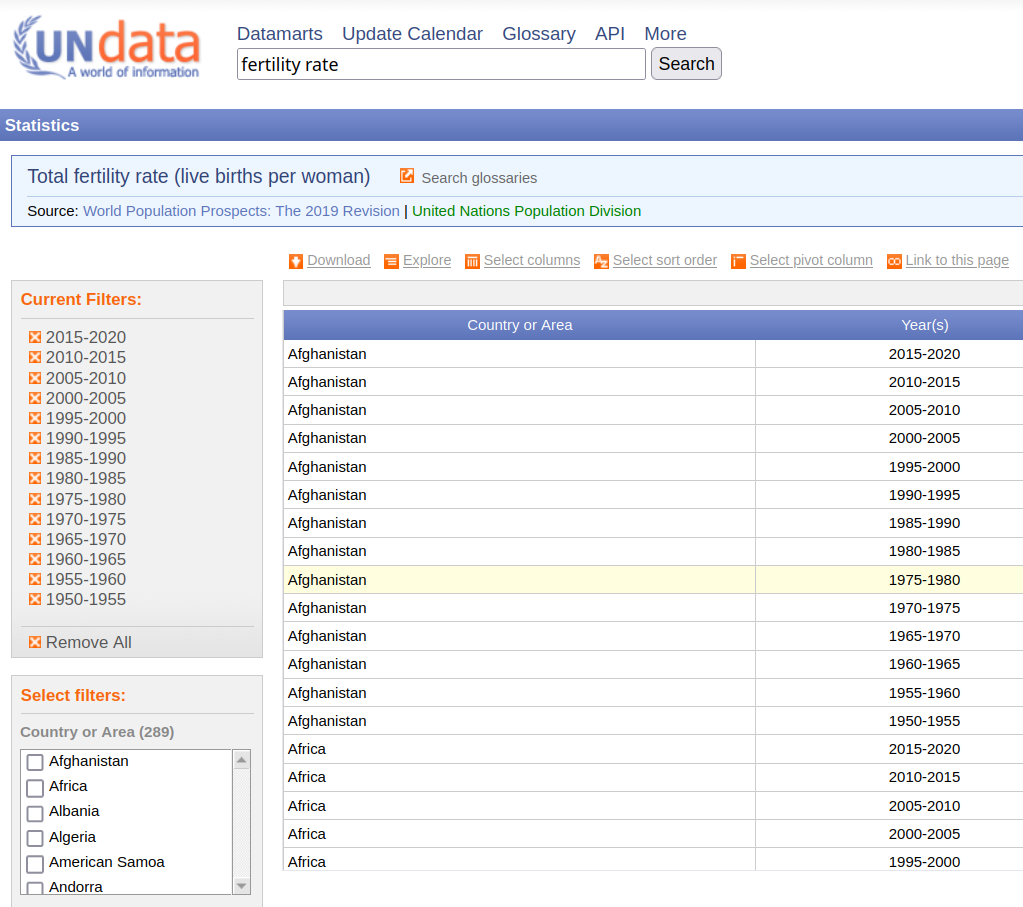 UNdata
A world of information
Datamarts Update Calendar Glossary API More
fertility rate Search
Statistics
Total fertility rate (live births per woman) Search glossaries
Source: World Population Prospects: The 2019 Revision | United Nations Population Division
Download Explore Select columns Select sort order Select pivot column Link to this page
Current Filters:
2015-2020
2010-2015
2005-2010
2000-2005
1995-2000
1990-1995
1985-1990
1980-1985
1975-1980
1970-1975
1965-1970
1960-1965
1955-1960
1950-1955
Remove All
Select filters:
Country or Area (289)
Afghanistan
Africa
Albania
Algeria
American Samoa
Andorra
Country or Area Year(s)
Afghanistan 2015-2020
Afghanistan 2010-2015
Afghanistan 2005-2010
Afghanistan 2000-2005
Afghanistan 1995-2000
Afghanistan 1990-1995
Afghanistan 1985-1990
Afghanistan 1980-1985
Afghanistan 1975-1980
Afghanistan 1970-1975
Afghanistan 1965-1970
Afghanistan 1960-1965
Afghanistan 1955-1960
Afghanistan 1950-1955
Africa 2015-2020
Africa 2010-2015
Africa 2005-2010
Africa 2000-2005
Africa 1995-2000